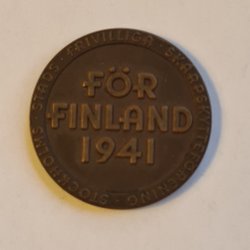 STOCKHOLMS · STADS · FRIVILLIGA · SKARPSKYTTEFÖRENING ·
FÖR
FINLAND
1941